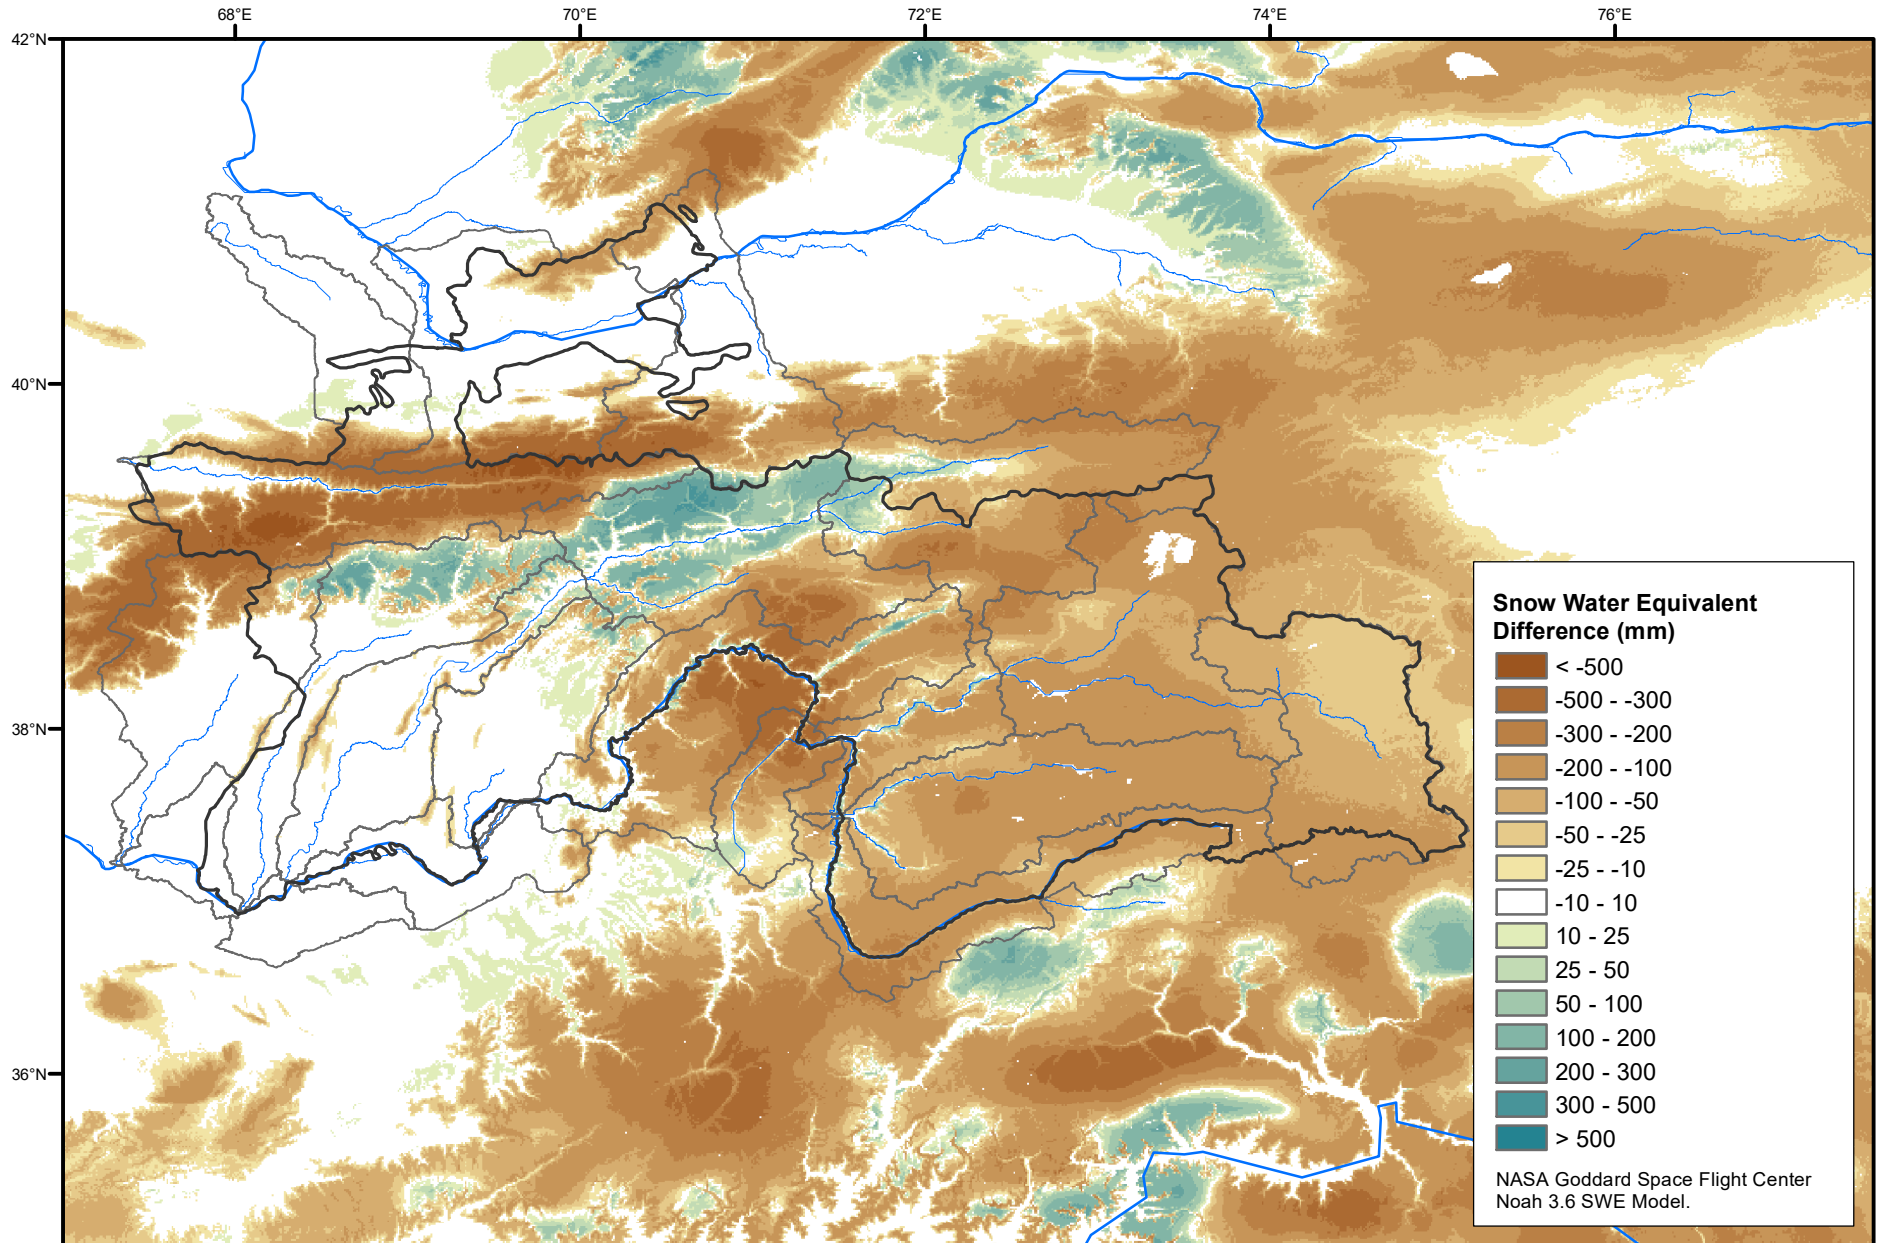 68°E
70°E
72°E
74°E
76°E
42°N
40°N
38°N
36°N
Snow Water Equivalent
Difference (mm)
< -500
-500 - -300
-300 - -200
-200 - -100
-100 - -50
-50 - -25
-25 - -10
-10 - 10
10 - 25
25 - 50
50 - 100
100 - 200
200 - 300
300 - 500
> 500
NASA Goddard Space Flight Center
Noah 3.6 SWE Model.